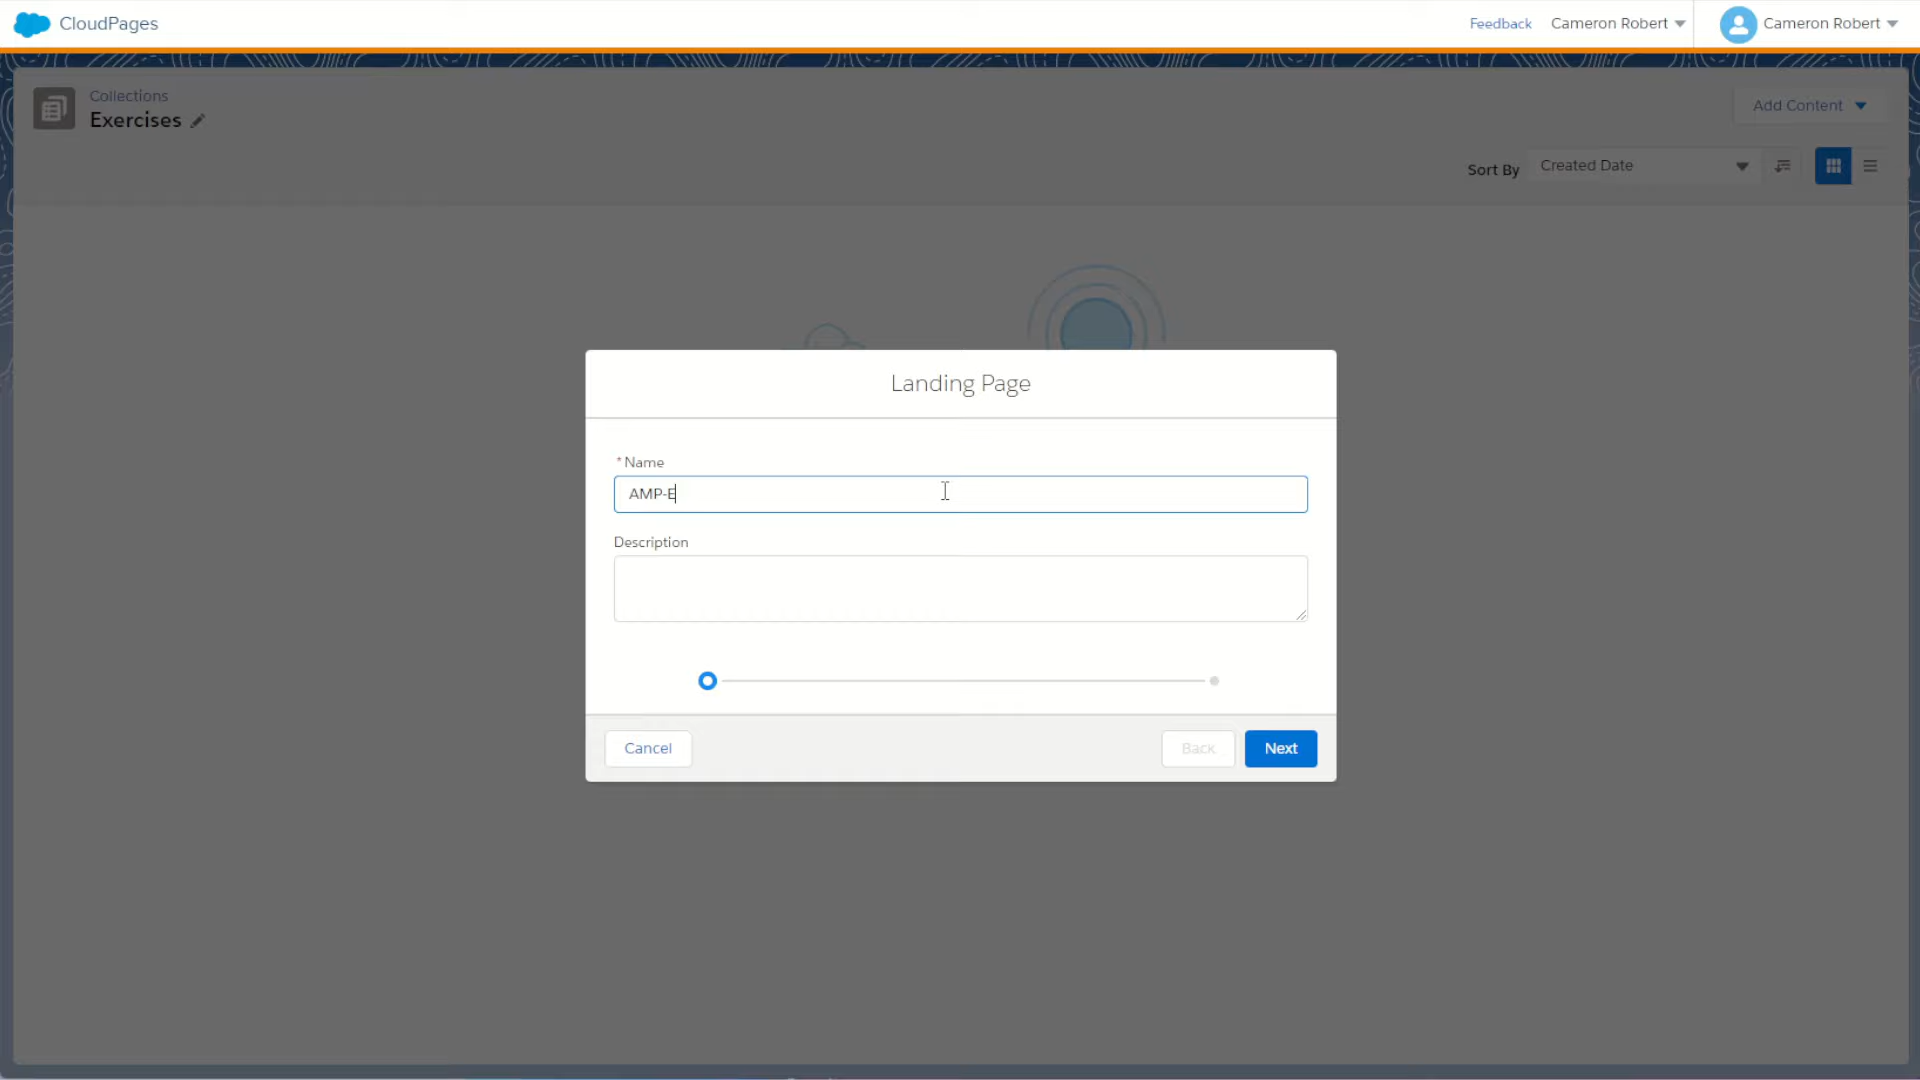 CloudPages
Feedback
Cameron Robert
Cameron Robert
Collections
Exercises
Add Content
Sort By
Created Date
Landing Page
*Name
AMP-E
Description
Cancel
Back
Next